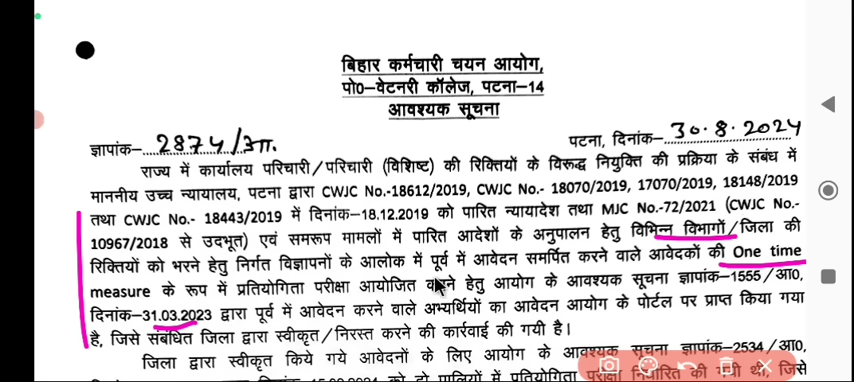 बिहार कर्मचारी चयन आयोग,
पो0-वेटनरी कॉलेज, पटना-14
आवश्यक सूचना
ज्ञापांक-2874/अ. पटना, दिनांक-30.8.2024
राज्य में कार्यालय परिचारी/परिचारी (विशिष्ट) की रिक्तियों के विरूद्ध नियुक्ति की प्रक्रिया के संबंध में
माननीय उच्च न्यायालय, पटना द्वारा CWJC No.-18612/2019, CWJC No.- 18070/2019, 17070/2019, 18148/2019
तथा CWJC No.- 18443/2019 में दिनांक-18.12.2019 को पारित न्यायादेश तथा MJC No.-72/2021 (CWJC No.-
10967/2018 से उदभूत) एवं समरूप मामलों में पारित आदेशों के अनुपालन हेतु विभिन्न विभागों/जिला की
रिक्तियों को भरने हेतु निर्गत विज्ञापनों के आलोक में पूर्व में आवेदन समर्पित करने वाले आवेदकों की One time
measure के रूप में प्रतियोगिता परीक्षा आयोजित करने हेतु आयोग के आवश्यक सूचना ज्ञापांक-1555/आ0,
दिनांक-31.03.2023 द्वारा पूर्व में आवेदन करने वाले अभ्यर्थियों का आवेदन आयोग के पोर्टल पर प्राप्त किया गया
है, जिसे संबंधित जिला द्वारा स्वीकृत/निरस्त करने की कार्रवाई की गयी है।
जिला द्वारा स्वीकृत किये गये आवेदनों के लिए आयोग के आवश्यक सूचना ज्ञापांक-2534/आ0,
को दो पालियों में प्रतियोगिता परीक्षा निर्धारित की गयी थी, जिसे